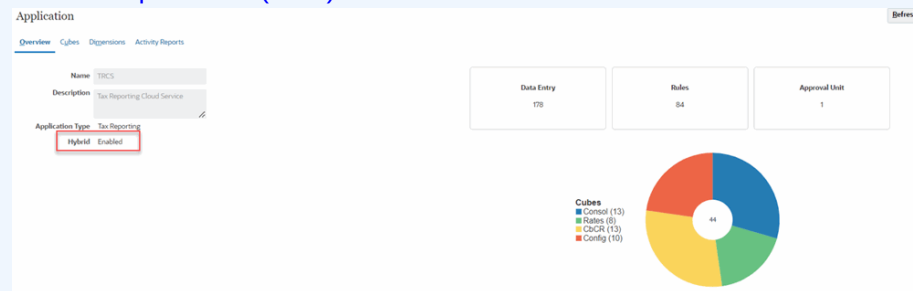 Application
Refres
Overview Cubes Dimensions Activity Reports
Name TRCS
Description Tax Reporting Cloud Service
Application Type Tax Reporting
Hybrid Enabled
Data Entry
178
Rules
84
Approval Unit
1
Cubes
Consol (13)
Rates (8)
CbCR (13)
Config (10)
44